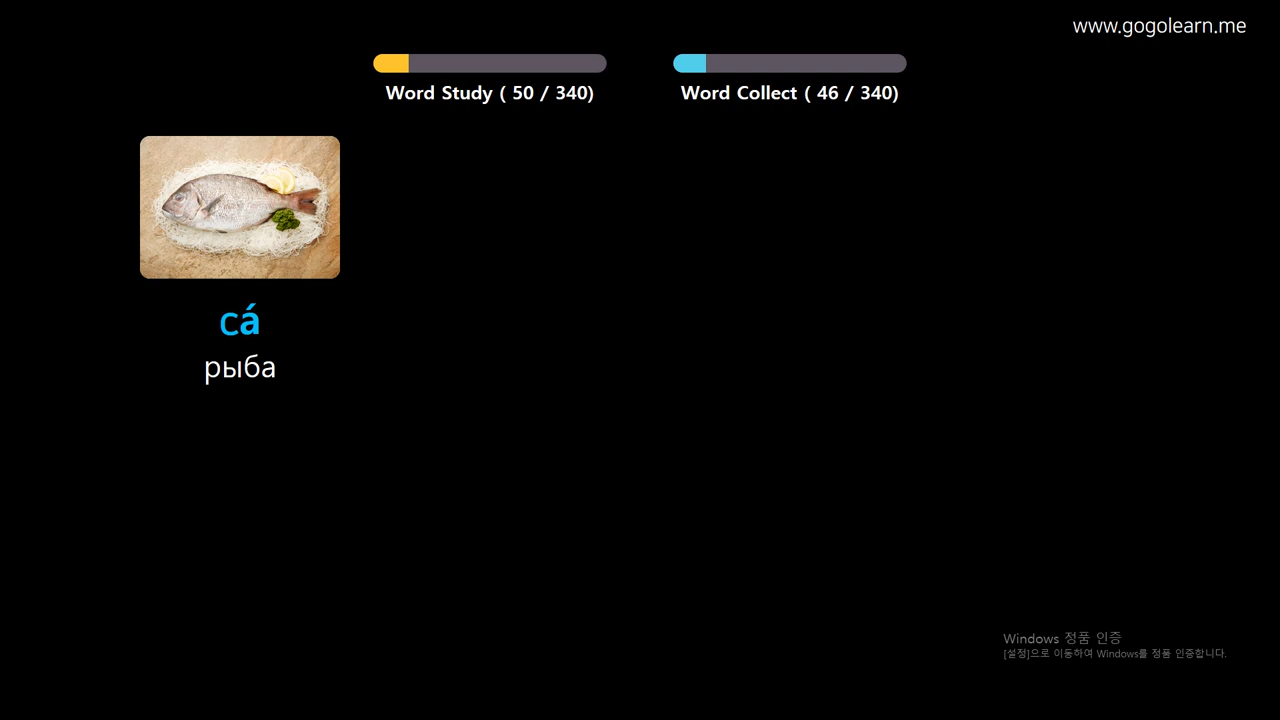 www.gogolearn.me
Word Study ( 50 / 340)
Word Collect ( 46 / 340)
cá
рыба
Windows 정품 인증
[설정]으로 이동하여 Windows를 정품 인증합니다.